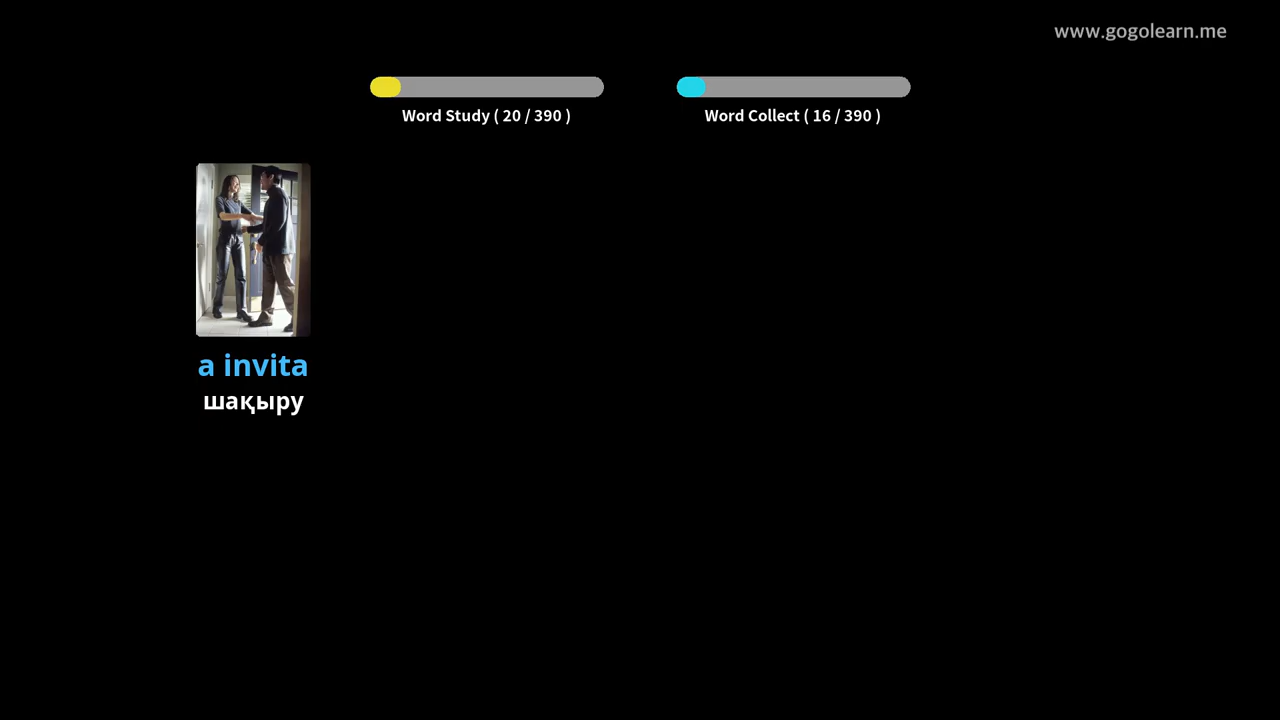 www.gogolearn.me
Word Study ( 20 / 390 )
Word Collect ( 16 / 390 )
a invita
шақыру